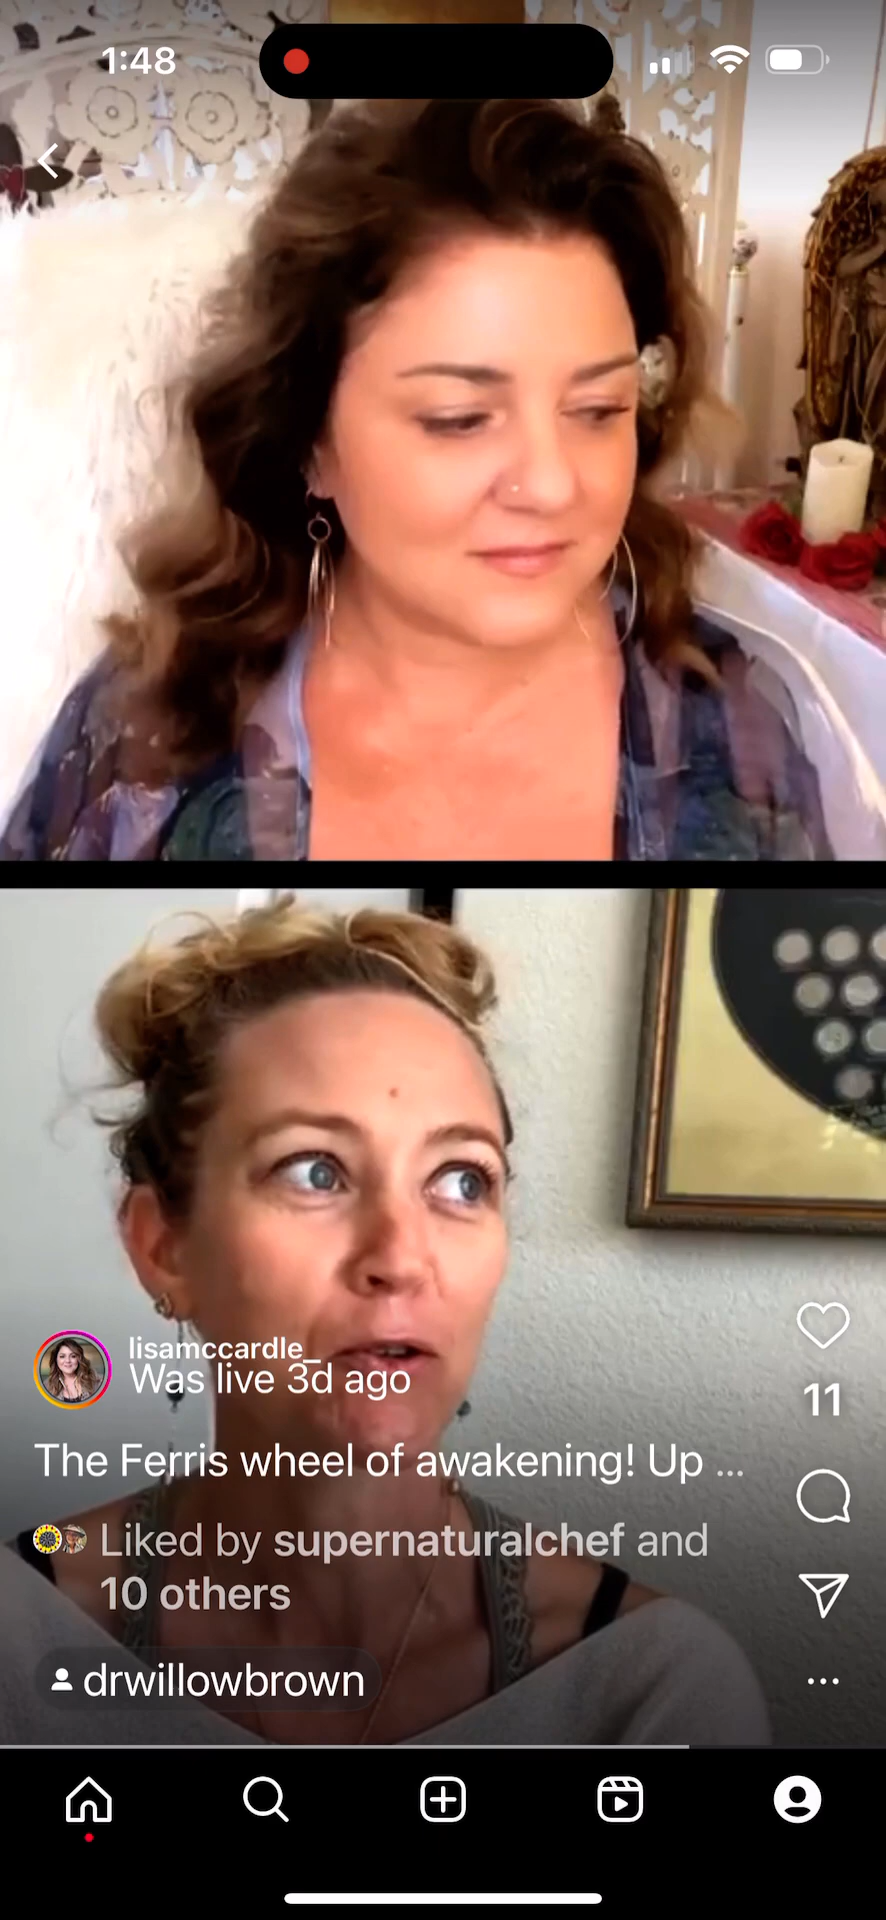 1:48
lisamccardle_
Was live 3d ago
11
The Ferris wheel of awakening! Up ...
Liked by supernaturalchef and
10 others
drwillowbrown